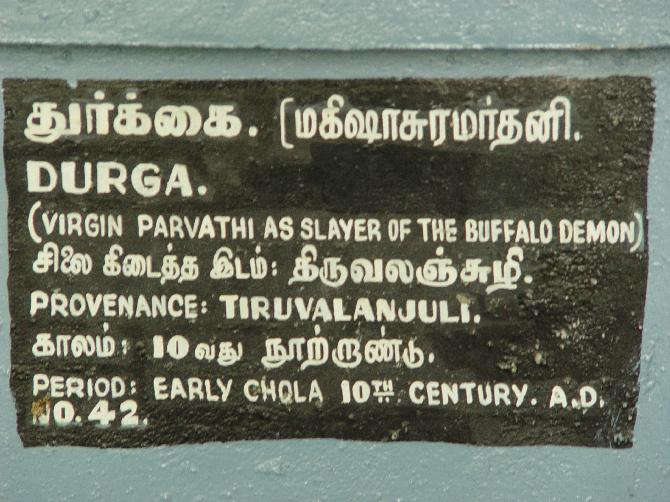 துர்க்கை. (மகிஷாசுரமர்தனி.
DURGA.
(VIRGIN PARVATHI AS SLAYER OF THE BUFFALO DEMON)
சிலை கிடைத்த இடம்: திருவலஞ்சுழி.
PROVENANCE: TIRUVALANJULI.
காலம்: 10வது நூற்றாண்டு.
PERIOD: EARLY CHOLA 10TH CENTURY. A.D.
NO.42.